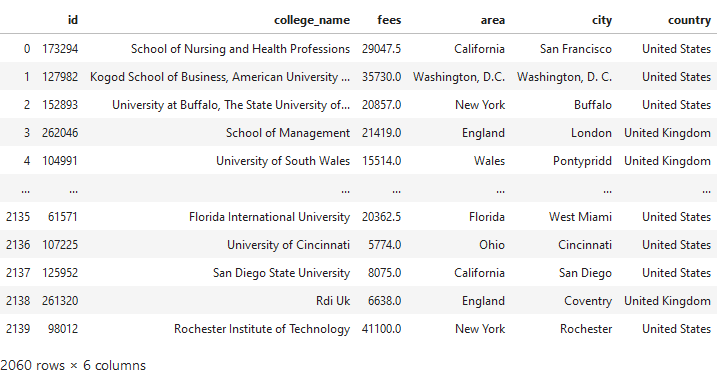 id college_name fees area city country
0 173294 School of Nursing and Health Professions 29047.5 California San Francisco United States
1 127982 Kogod School of Business, American University ... 35730.0 Washington, D.C. Washington, D. C. United States
2 152893 University at Buffalo, The State University of... 20857.0 New York Buffalo United States
3 262046 School of Management 21419.0 England London United Kingdom
4 104991 University of South Wales 15514.0 Wales Pontypridd United Kingdom
... ... ... ... ... ... ...
2135 61571 Florida International University 20362.5 Florida West Miami United States
2136 107225 University of Cincinnati 5774.0 Ohio Cincinnati United States
2137 125952 San Diego State University 8075.0 California San Diego United States
2138 261320 Rdi Uk 6638.0 England Coventry United Kingdom
2139 98012 Rochester Institute of Technology 41100.0 New York Rochester United States
2060 rows × 6 columns